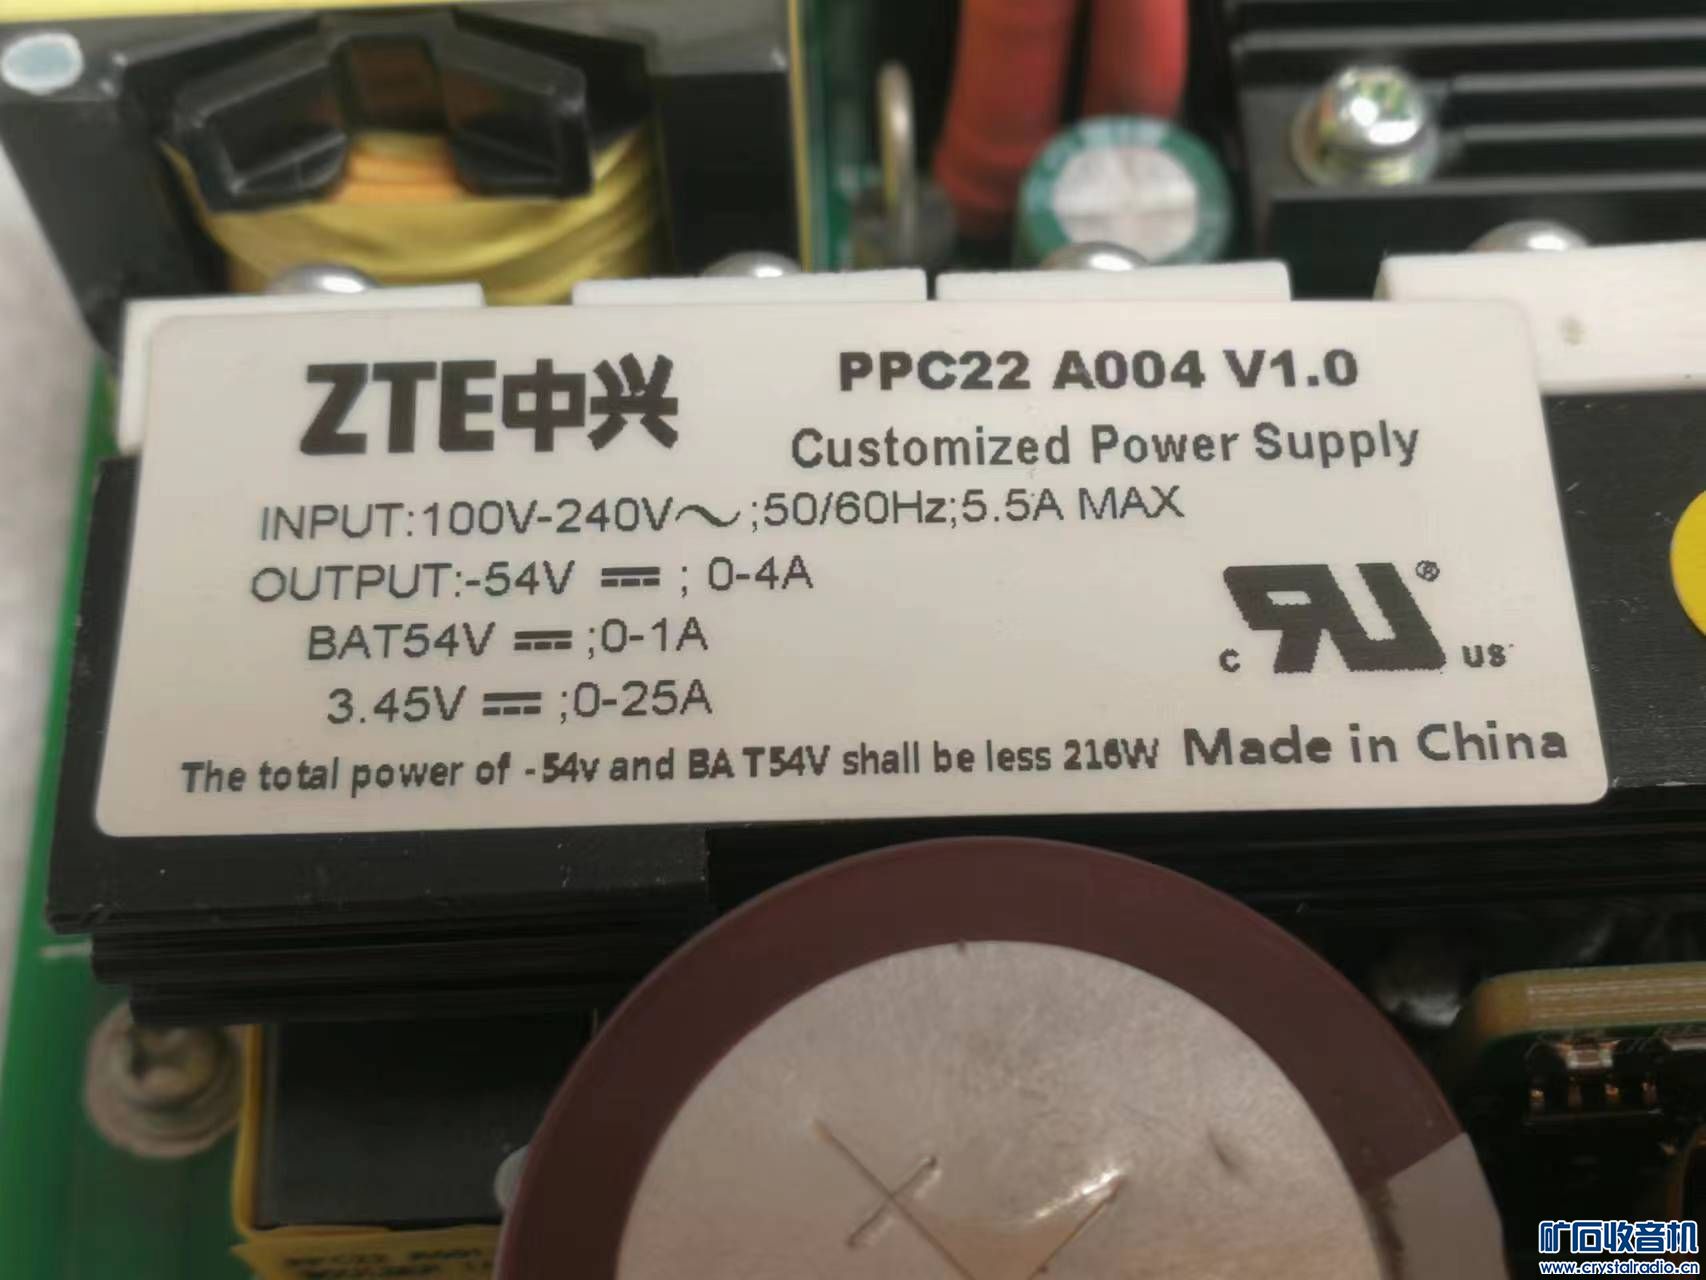 ZTE中兴
PPC22 A004 V1.0
Customized Power Supply
INPUT:100V-240V～;50/60Hz;5.5A MAX
OUTPUT:-54V ⎓ ; 0-4A
BAT54V ⎓ ;0-1A
3.45V ⎓ ;0-25A
The total power of -54v and BA T54V shall be less 216W
Made in China
c RU ® US
矿石收音机
www.crystalradio.cn